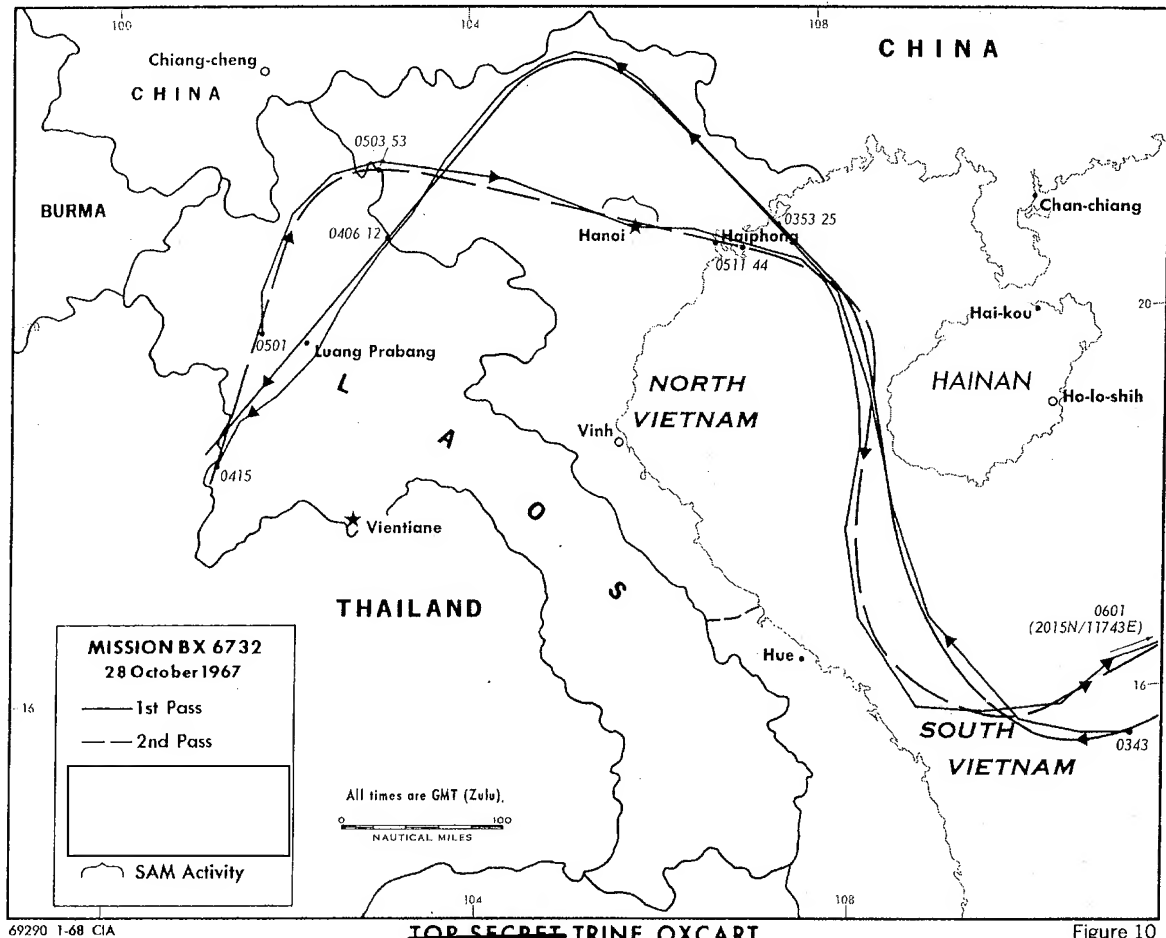 100
104
108
CHINA
Chiang-cheng
CHINA
0503 53
BURMA
Chan-chiang
0353 25
0406 12
Hanoi
Haiphong
0511 44
20
Hai-kou
0501
Luang Prabang
L
NORTH
VIETNAM
HAINAN
Ho-lo-shih
Vinh
A
0415
O
Vientiane
S
THAILAND
0601
(2015N/11743E)
Hue
16
MISSION BX 6732
28 October 1967
1st Pass
2nd Pass
SAM Activity
16
SOUTH
VIETNAM
0343
All times are GMT (Zulu).
0 100
NAUTICAL MILES
104
108
69290 1-68 CIA
TOP SECRET TRINE OXCART
Figure 10